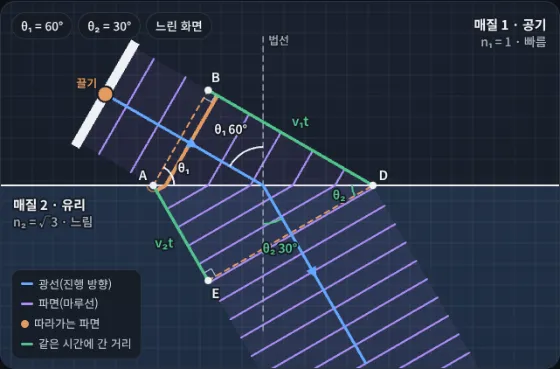 θ₁ = 60°
θ₂ = 30°
느린 화면
법선
매질 1 · 공기
n₁ = 1 · 빠름
끌기
B
v₁t
θ₁ 60°
A
θ₁
D
매질 2 · 유리
n₂ = √3 · 느림
θ₂
v₂t
θ₂ 30°
E
광선(진행 방향)
파면(마루선)
따라가는 파면
같은 시간에 간 거리